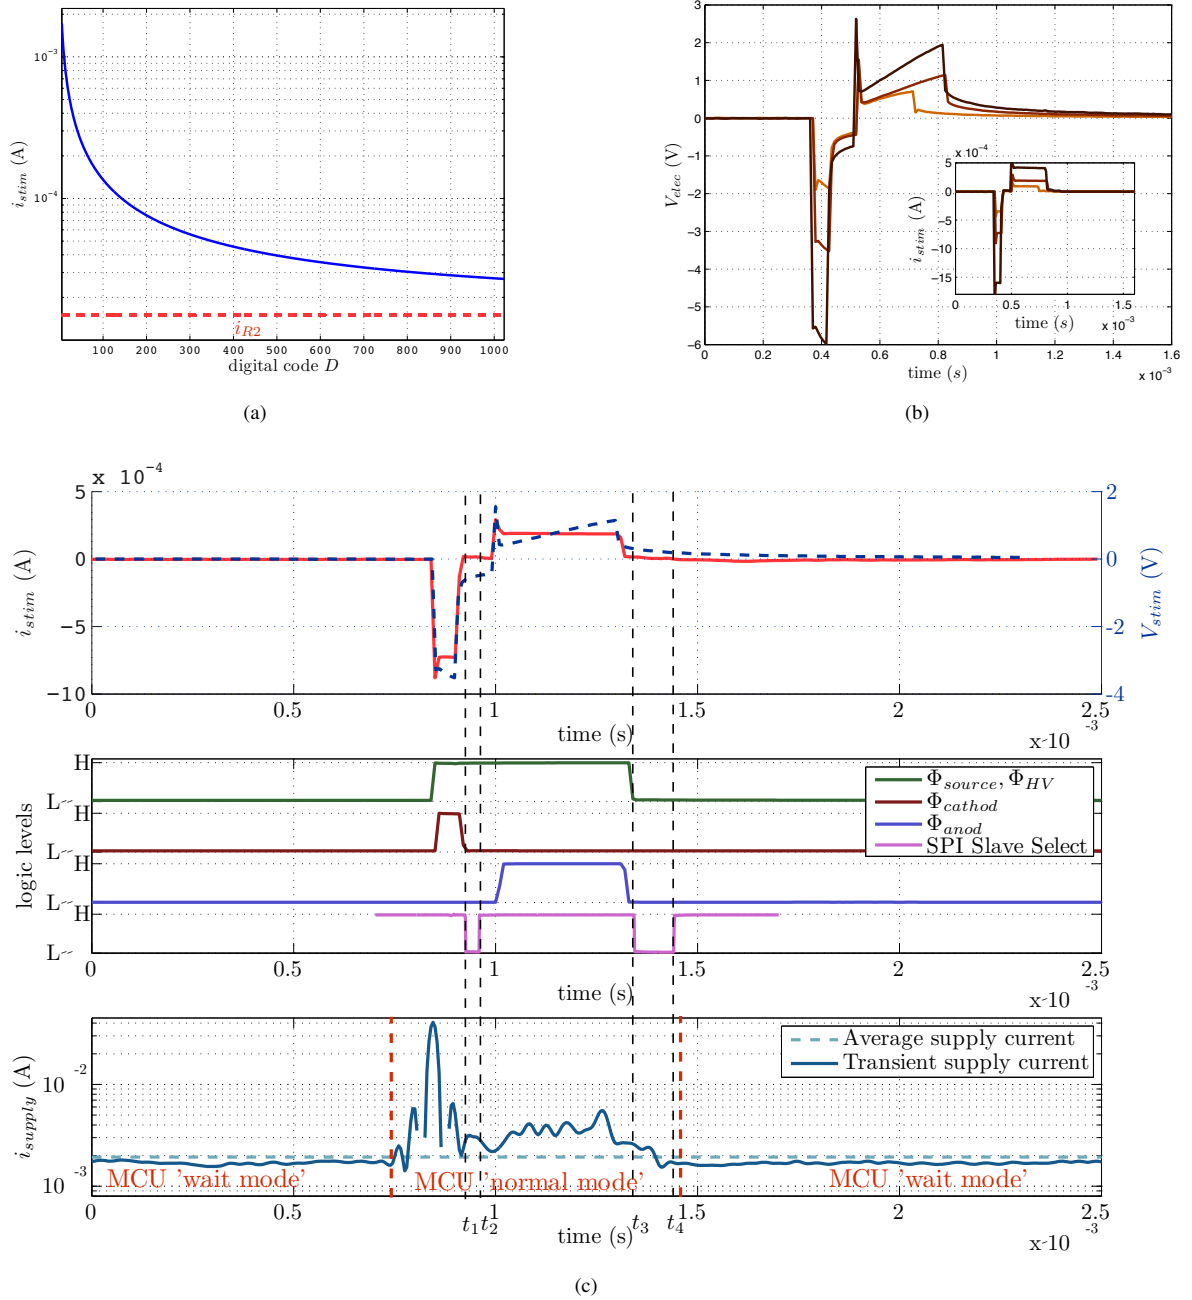 10⁻³
10⁻⁴
i_stim (A)
i_R2
100 200 300 400 500 600 700 800 900 1000
digital code D
(a)
3
2
1
0
−1
−2
−3
−4
−5
−6
V_elec (V)
0 0.2 0.4 0.6 0.8 1 1.2 1.4 1.6
time (s)
x 10⁻³
x 10⁻⁴
5
0
−5
−10
−15
i_stim (A)
0 0.5 1 1.5
time (s)
x 10⁻³
(b)
x 10⁻⁴
5
0
−5
−10
i_stim (A)
2
0
-2
-4
V_stim (V)
0 0.5 1 1.5 2 2.5
time (s)
x 10⁻³
H
L
H
L
H
L
H
L
logic levels
Φ_source, Φ_HV
Φ_cathod
Φ_anod
SPI Slave Select
0 0.5 1 1.5 2 2.5
time (s)
x 10⁻³
10⁻²
10⁻³
i_supply (A)
Average supply current
Transient supply current
MCU 'wait mode' MCU 'normal mode' MCU 'wait mode'
0 0.5 1 1.5 2 2.5
t₁ t₂ t₃ t₄
time (s)
x 10⁻³
(c)